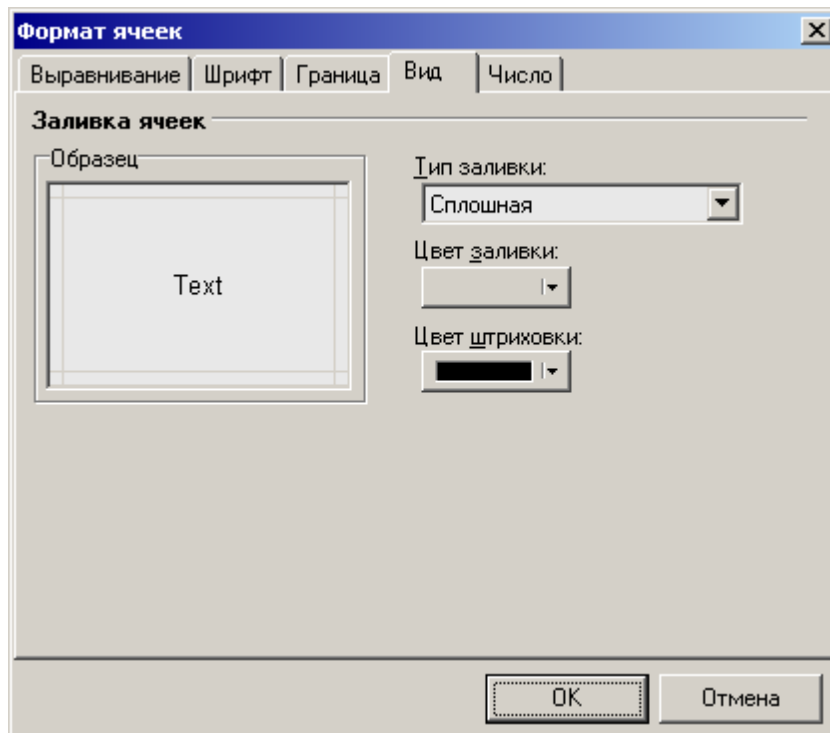 Формат ячеек
Выравнивание Шрифт Граница Вид Число
Заливка ячеек
Образец
Text
Тип заливки:
Сплошная
Цвет заливки:
Цвет штриховки:
OK Отмена